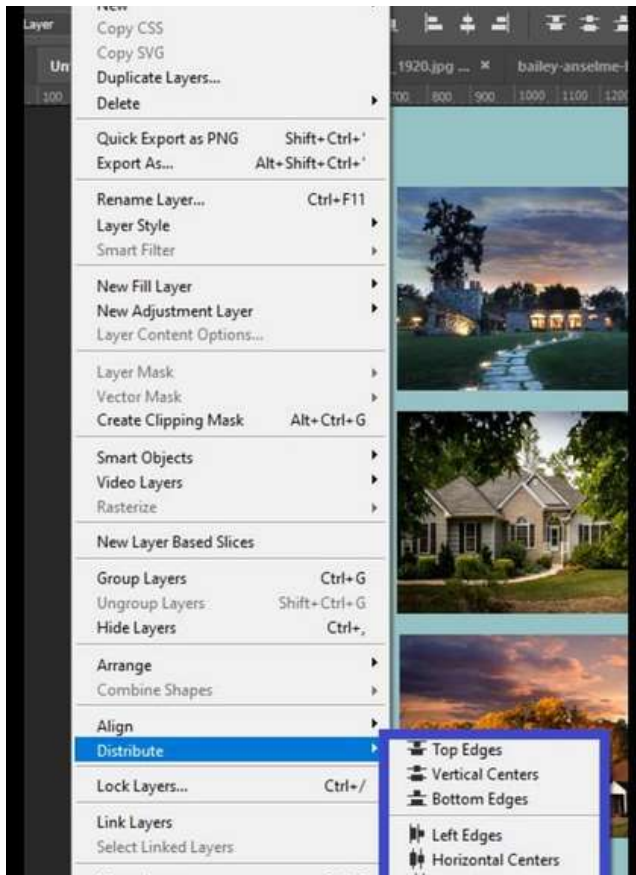 Layer
New
Copy CSS
Copy SVG
Un
Duplicate Layers...
_1920.jpg ... × bailey-anselme-
100
700 800 900 1000 1100 1200
Delete
Quick Export as PNG Shift+Ctrl+'
Export As... Alt+Shift+Ctrl+'
Rename Layer... Ctrl+F11
Layer Style
Smart Filter
New Fill Layer
New Adjustment Layer
Layer Content Options...
Layer Mask
Vector Mask
Create Clipping Mask Alt+Ctrl+G
Smart Objects
Video Layers
Rasterize
New Layer Based Slices
Group Layers Ctrl+G
Ungroup Layers Shift+Ctrl+G
Hide Layers Ctrl+,
Arrange
Combine Shapes
Align
Distribute
Top Edges
Vertical Centers
Bottom Edges
Lock Layers... Ctrl+/
Link Layers
Left Edges
Select Linked Layers
Horizontal Centers